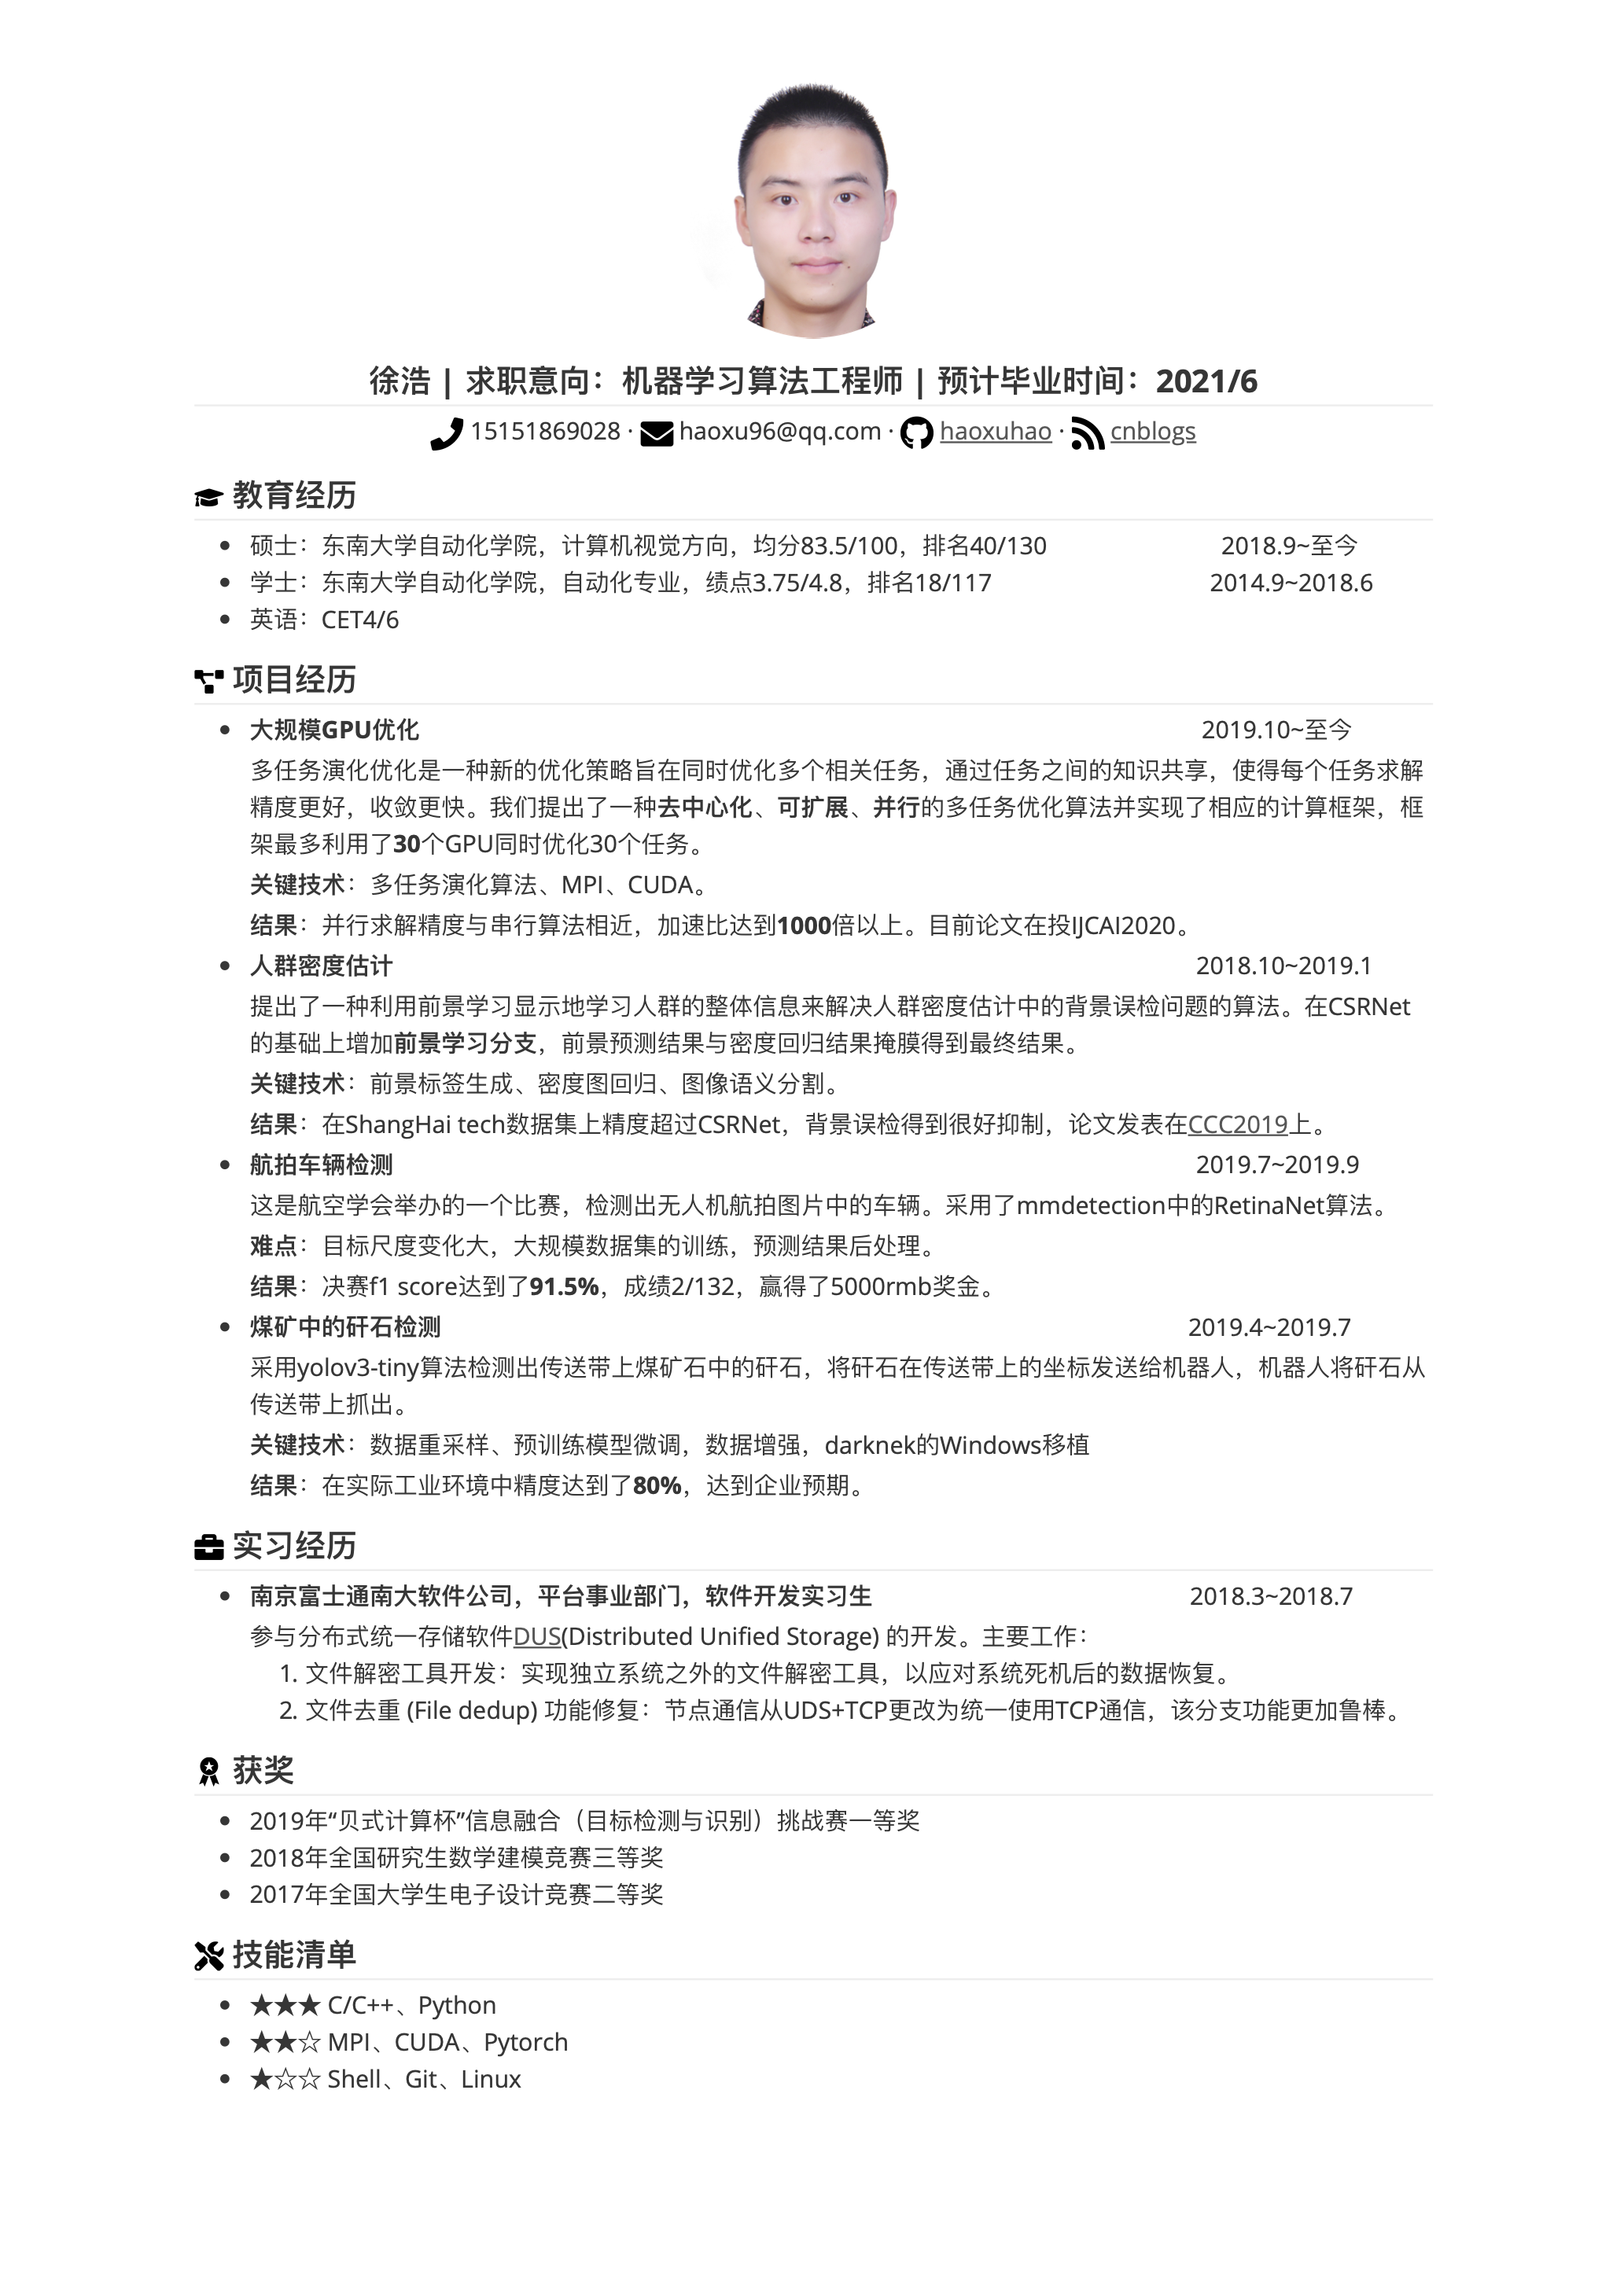 徐浩 | 求职意向：机器学习算法工程师 | 预计毕业时间：2021/6
15151869028 · haoxu96@qq.com · haoxuhao · cnblogs
教育经历
硕士：东南大学自动化学院，计算机视觉方向，均分83.5/100，排名40/130 2018.9~至今
学士：东南大学自动化学院，自动化专业，绩点3.75/4.8，排名18/117 2014.9~2018.6
英语：CET4/6
项目经历
大规模GPU优化 2019.10~至今
多任务演化优化是一种新的优化策略旨在同时优化多个相关任务，通过任务之间的知识共享，使得每个任务求解
精度更好，收敛更快。我们提出了一种去中心化、可扩展、并行的多任务优化算法并实现了相应的计算框架，框
架最多利用了30个GPU同时优化30个任务。
关键技术：多任务演化算法、MPI、CUDA。
结果：并行求解精度与串行算法相近，加速比达到1000倍以上。目前论文在投IJCAI2020。
人群密度估计 2018.10~2019.1
提出了一种利用前景学习显示地学习人群的整体信息来解决人群密度估计中的背景误检问题的算法。在CSRNet
的基础上增加前景学习分支，前景预测结果与密度回归结果掩膜得到最终结果。
关键技术：前景标签生成、密度图回归、图像语义分割。
结果：在ShangHai tech数据集上精度超过CSRNet，背景误检得到很好抑制，论文发表在CCC2019上。
航拍车辆检测 2019.7~2019.9
这是航空学会举办的一个比赛，检测出无人机航拍图片中的车辆。采用了mmdetection中的RetinaNet算法。
难点：目标尺度变化大，大规模数据集的训练，预测结果后处理。
结果：决赛f1 score达到了91.5%，成绩2/132，赢得了5000rmb奖金。
煤矿中的矸石检测 2019.4~2019.7
采用yolov3-tiny算法检测出传送带上煤矿石中的矸石，将矸石在传送带上的坐标发送给机器人，机器人将矸石从
传送带上抓出。
关键技术：数据重采样、预训练模型微调，数据增强，darknek的Windows移植
结果：在实际工业环境中精度达到了80%，达到企业预期。
实习经历
南京富士通南大软件公司，平台事业部门，软件开发实习生 2018.3~2018.7
参与分布式统一存储软件DUS(Distributed Unified Storage) 的开发。主要工作：
1. 文件解密工具开发：实现独立系统之外的文件解密工具，以应对系统死机后的数据恢复。
2. 文件去重 (File dedup) 功能修复：节点通信从UDS+TCP更改为统一使用TCP通信，该分支功能更加鲁棒。
获奖
2019年“贝式计算杯”信息融合（目标检测与识别）挑战赛一等奖
2018年全国研究生数学建模竞赛三等奖
2017年全国大学生电子设计竞赛二等奖
技能清单
★★★ C/C++、Python
★★☆ MPI、CUDA、Pytorch
★☆☆ Shell、Git、Linux